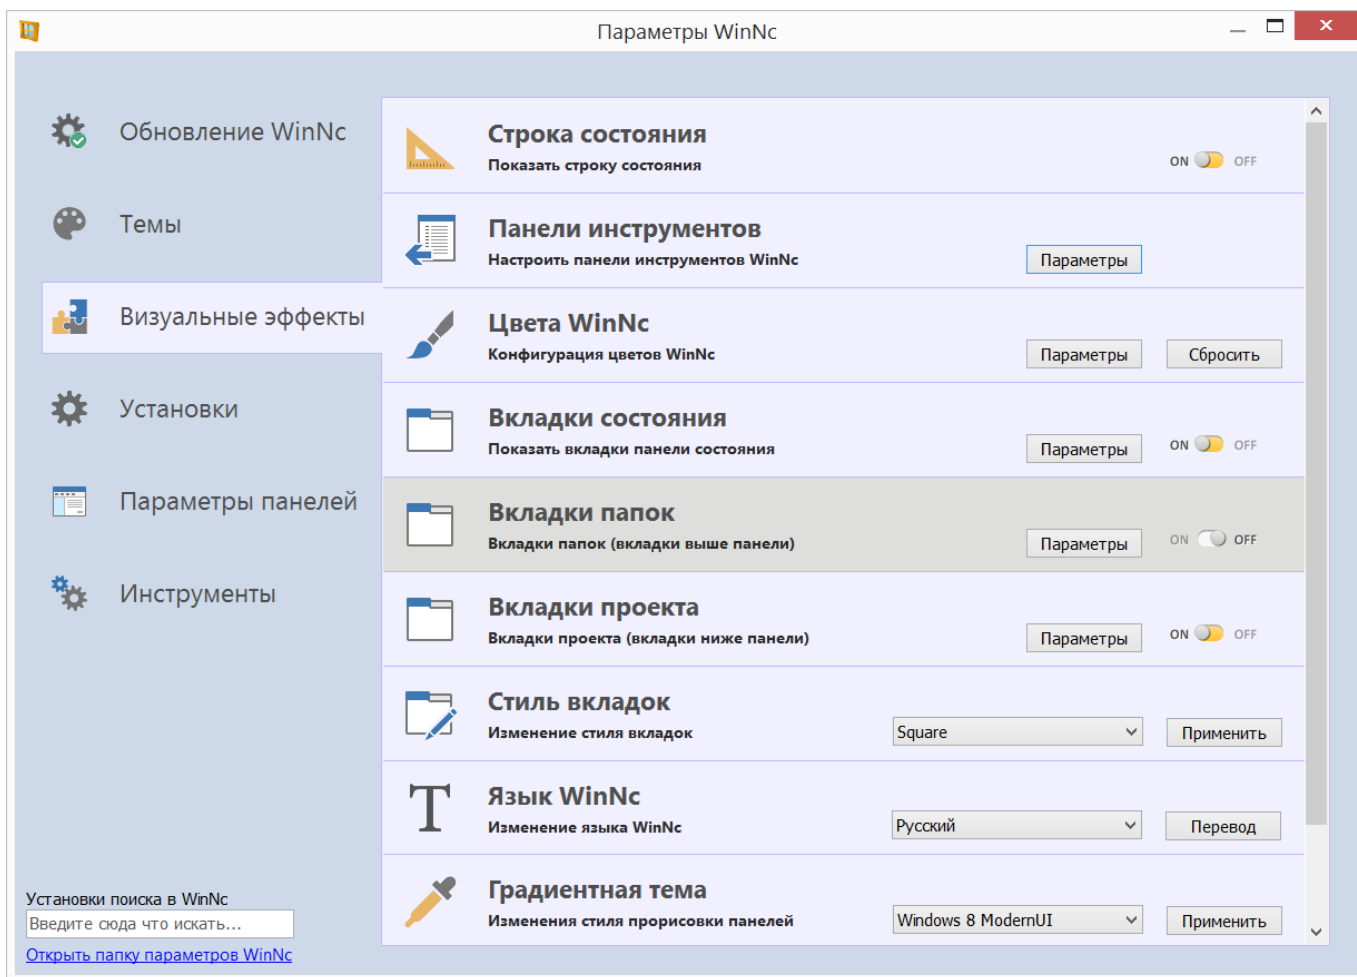 Параметры WinNc
Обновление WinNc
Темы
Визуальные эффекты
Установки
Параметры панелей
Инструменты
Установки поиска в WinNc
Введите сюда что искать...
Открыть папку параметров WinNc
Строка состояния
Показать строку состояния
ON OFF
Панели инструментов
Настроить панели инструментов WinNc
Параметры
Цвета WinNc
Конфигурация цветов WinNc
Параметры Сбросить
Вкладки состояния
Показать вкладки панели состояния
Параметры ON OFF
Вкладки папок
Вкладки папок (вкладки выше панели)
Параметры ON OFF
Вкладки проекта
Вкладки проекта (вкладки ниже панели)
Параметры ON OFF
Стиль вкладок
Изменение стиля вкладок
Square Применить
Язык WinNc
Изменение языка WinNc
Русский Перевод
Градиентная тема
Изменения стиля прорисовки панелей
Windows 8 ModernUI Применить